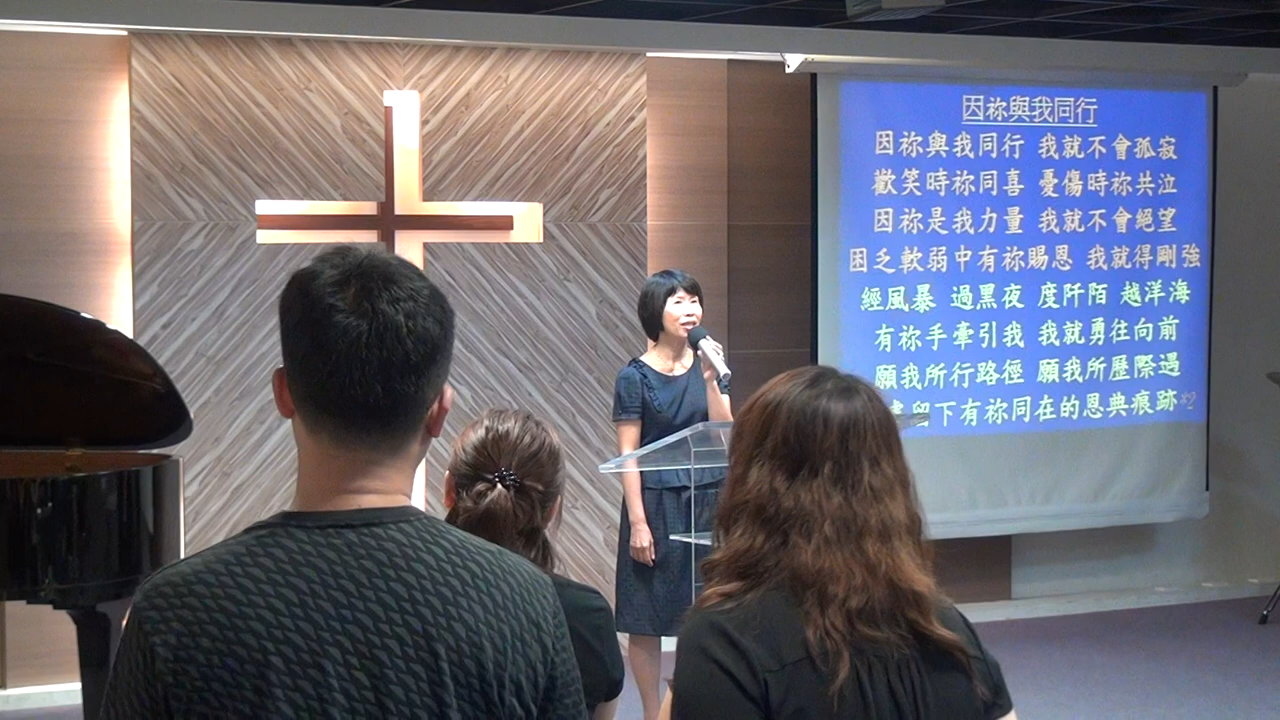 因祢與我同行
因祢與我同行 我就不會孤寂
歡笑時祢同喜 憂傷時祢共泣
因祢是我力量 我就不會絕望
困乏軟弱中有祢賜恩 我就得剛強
經風暴 過黑夜 度阡陌 越洋海
有祢手牽引我 我就勇往向前
願我所行路徑 願我所歷際遇
留下有祢同在的恩典痕跡